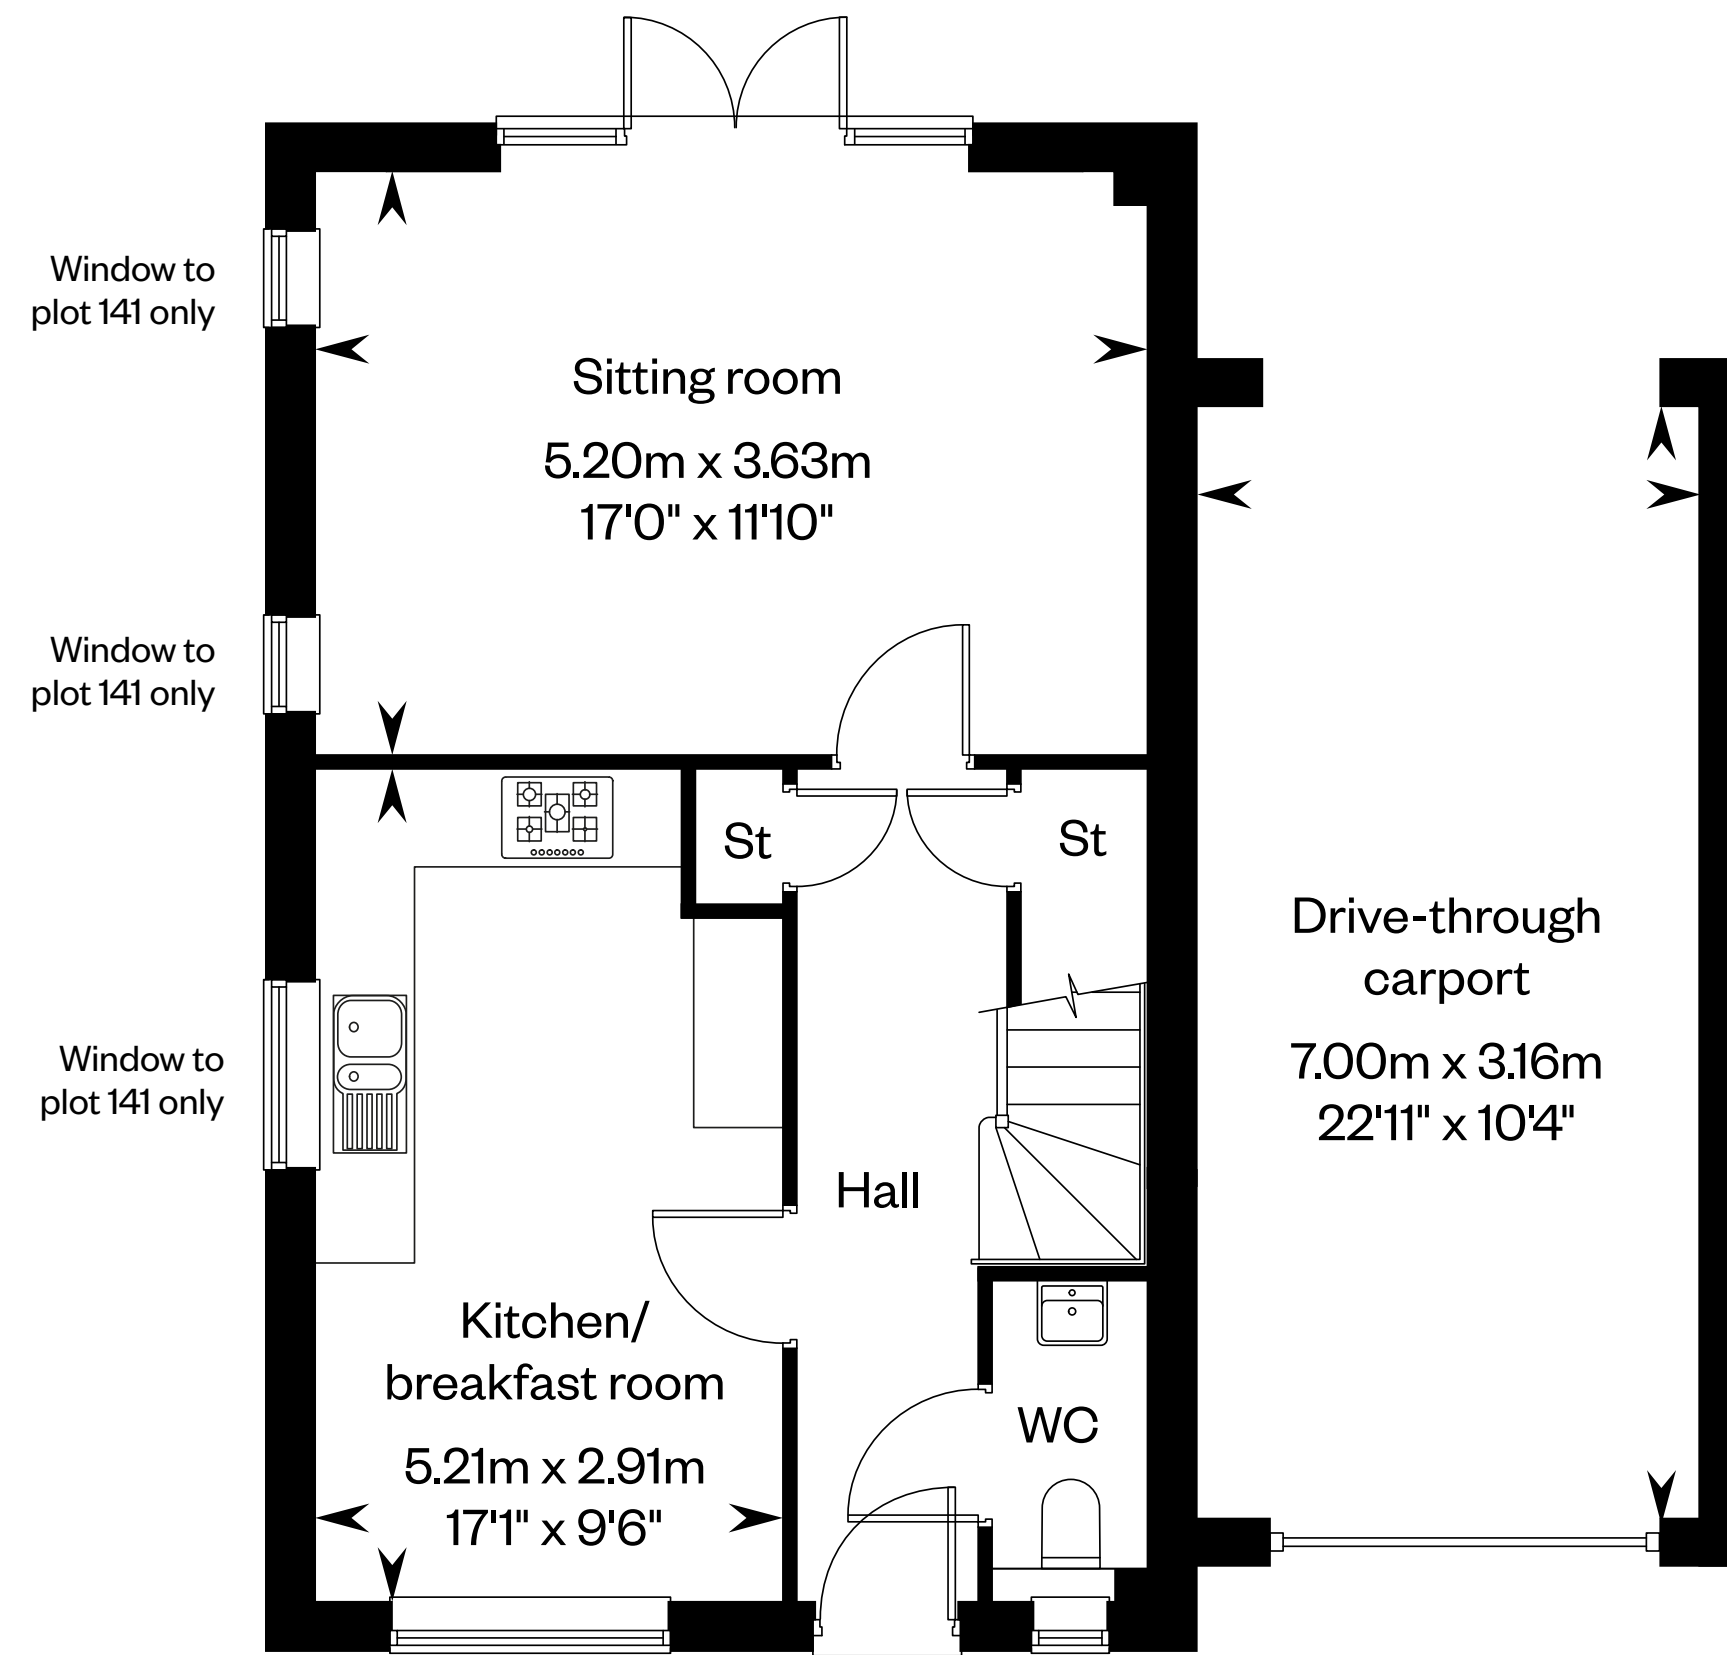 Window to
plot 141 only
Sitting room
5.20m x 3.63m
17'0" x 11'10"
Window to
plot 141 only
St
St
Drive-through
carport
7.00m x 3.16m
22'11" x 10'4"
Window to
plot 141 only
Hall
Kitchen/
breakfast room
5.21m x 2.91m
17'1" x 9'6"
WC